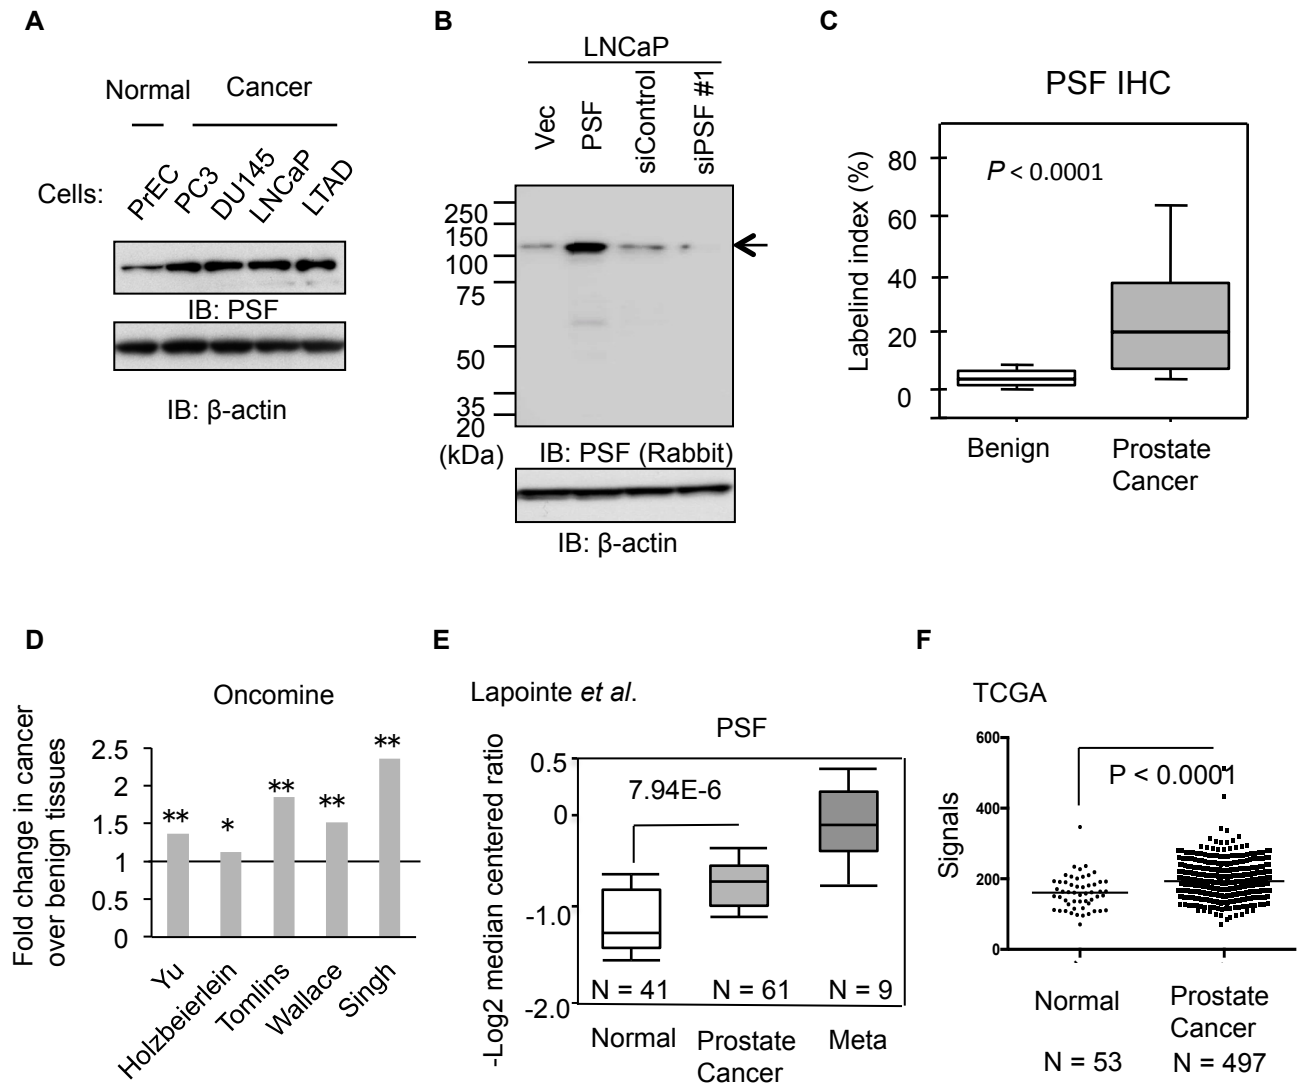 A
Normal Cancer
Cells: PrEC PC3 DU145 LNCaP LTAD
IB: PSF
IB: β-actin
B
LNCaP
Vec PSF siControl siPSF #1
250
150
100
75
50
35
20
(kDa)
IB: PSF (Rabbit)
IB: β-actin
C
PSF IHC
P < 0.0001
Labelind index (%)
80
60
40
20
0
Benign Prostate
Cancer
D
Oncomine
Fold change in cancer
over benign tissues
2.5
2
1.5
1
0.5
0
** * ** ** **
Yu Holzbeierlein Tomlins Wallace Singh
E
Lapointe et al.
PSF
-Log2 median centered ratio
0.5
0
-1.0
-2.0
7.94E-6
N = 41 N = 61 N = 9
Normal Prostate Meta
Cancer
F
TCGA
P < 0.0001
Signals
600
400
200
0
Normal Prostate
Cancer
N = 53 N = 497